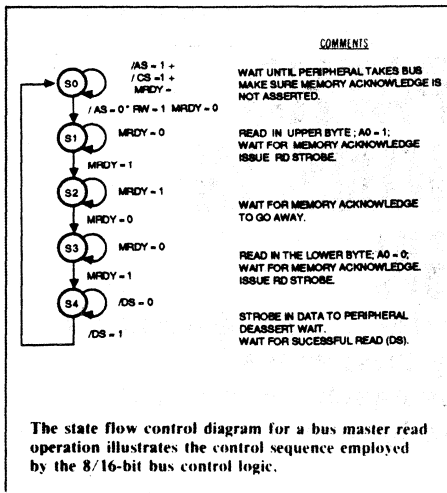 COMMENTS
/AS = 1 +
/ CS =1 +
MRDY =
S0
WAIT UNTIL PERIPHERAL TAKES BUS
MAKE SURE MEMORY ACKNOWLEDGE IS
NOT ASSERTED.
/ AS = 0 * RW = 1 MRDY = 0
S1
MRDY = 0
READ IN UPPER BYTE ; A0 = 1;
WAIT FOR MEMORY ACKNOWLEDGE
ISSUE RD STROBE.
MRDY = 1
S2
MRDY = 1
WAIT FOR MEMORY ACKNOWLEDGE
TO GO AWAY.
MRDY = 0
S3
MRDY = 0
READ IN THE LOWER BYTE; A0 = 0;
WAIT FOR MEMORY ACKNOWLEDGE.
ISSUE RD STROBE.
MRDY = 1
S4
/DS = 0
STROBE IN DATA TO PERIPHERAL
DEASSERT WAIT.
WAIT FOR SUCESSFUL READ (DS).
/DS = 1
The state flow control diagram for a bus master read
operation illustrates the control sequence employed
by the 8/16-bit bus control logic.